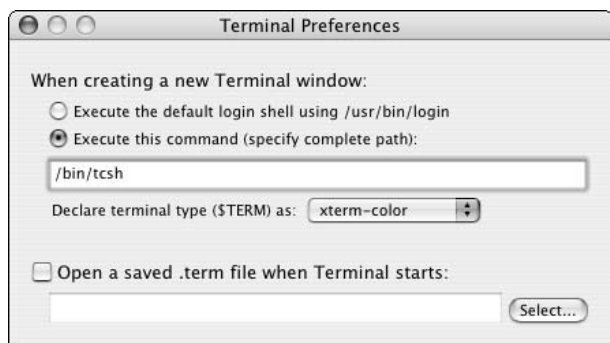 Terminal Preferences
When creating a new Terminal window:
Execute the default login shell using /usr/bin/login
Execute this command (specify complete path):
/bin/tcsh
Declare terminal type ($TERM) as: xterm-color
Open a saved .term file when Terminal starts:
Select...